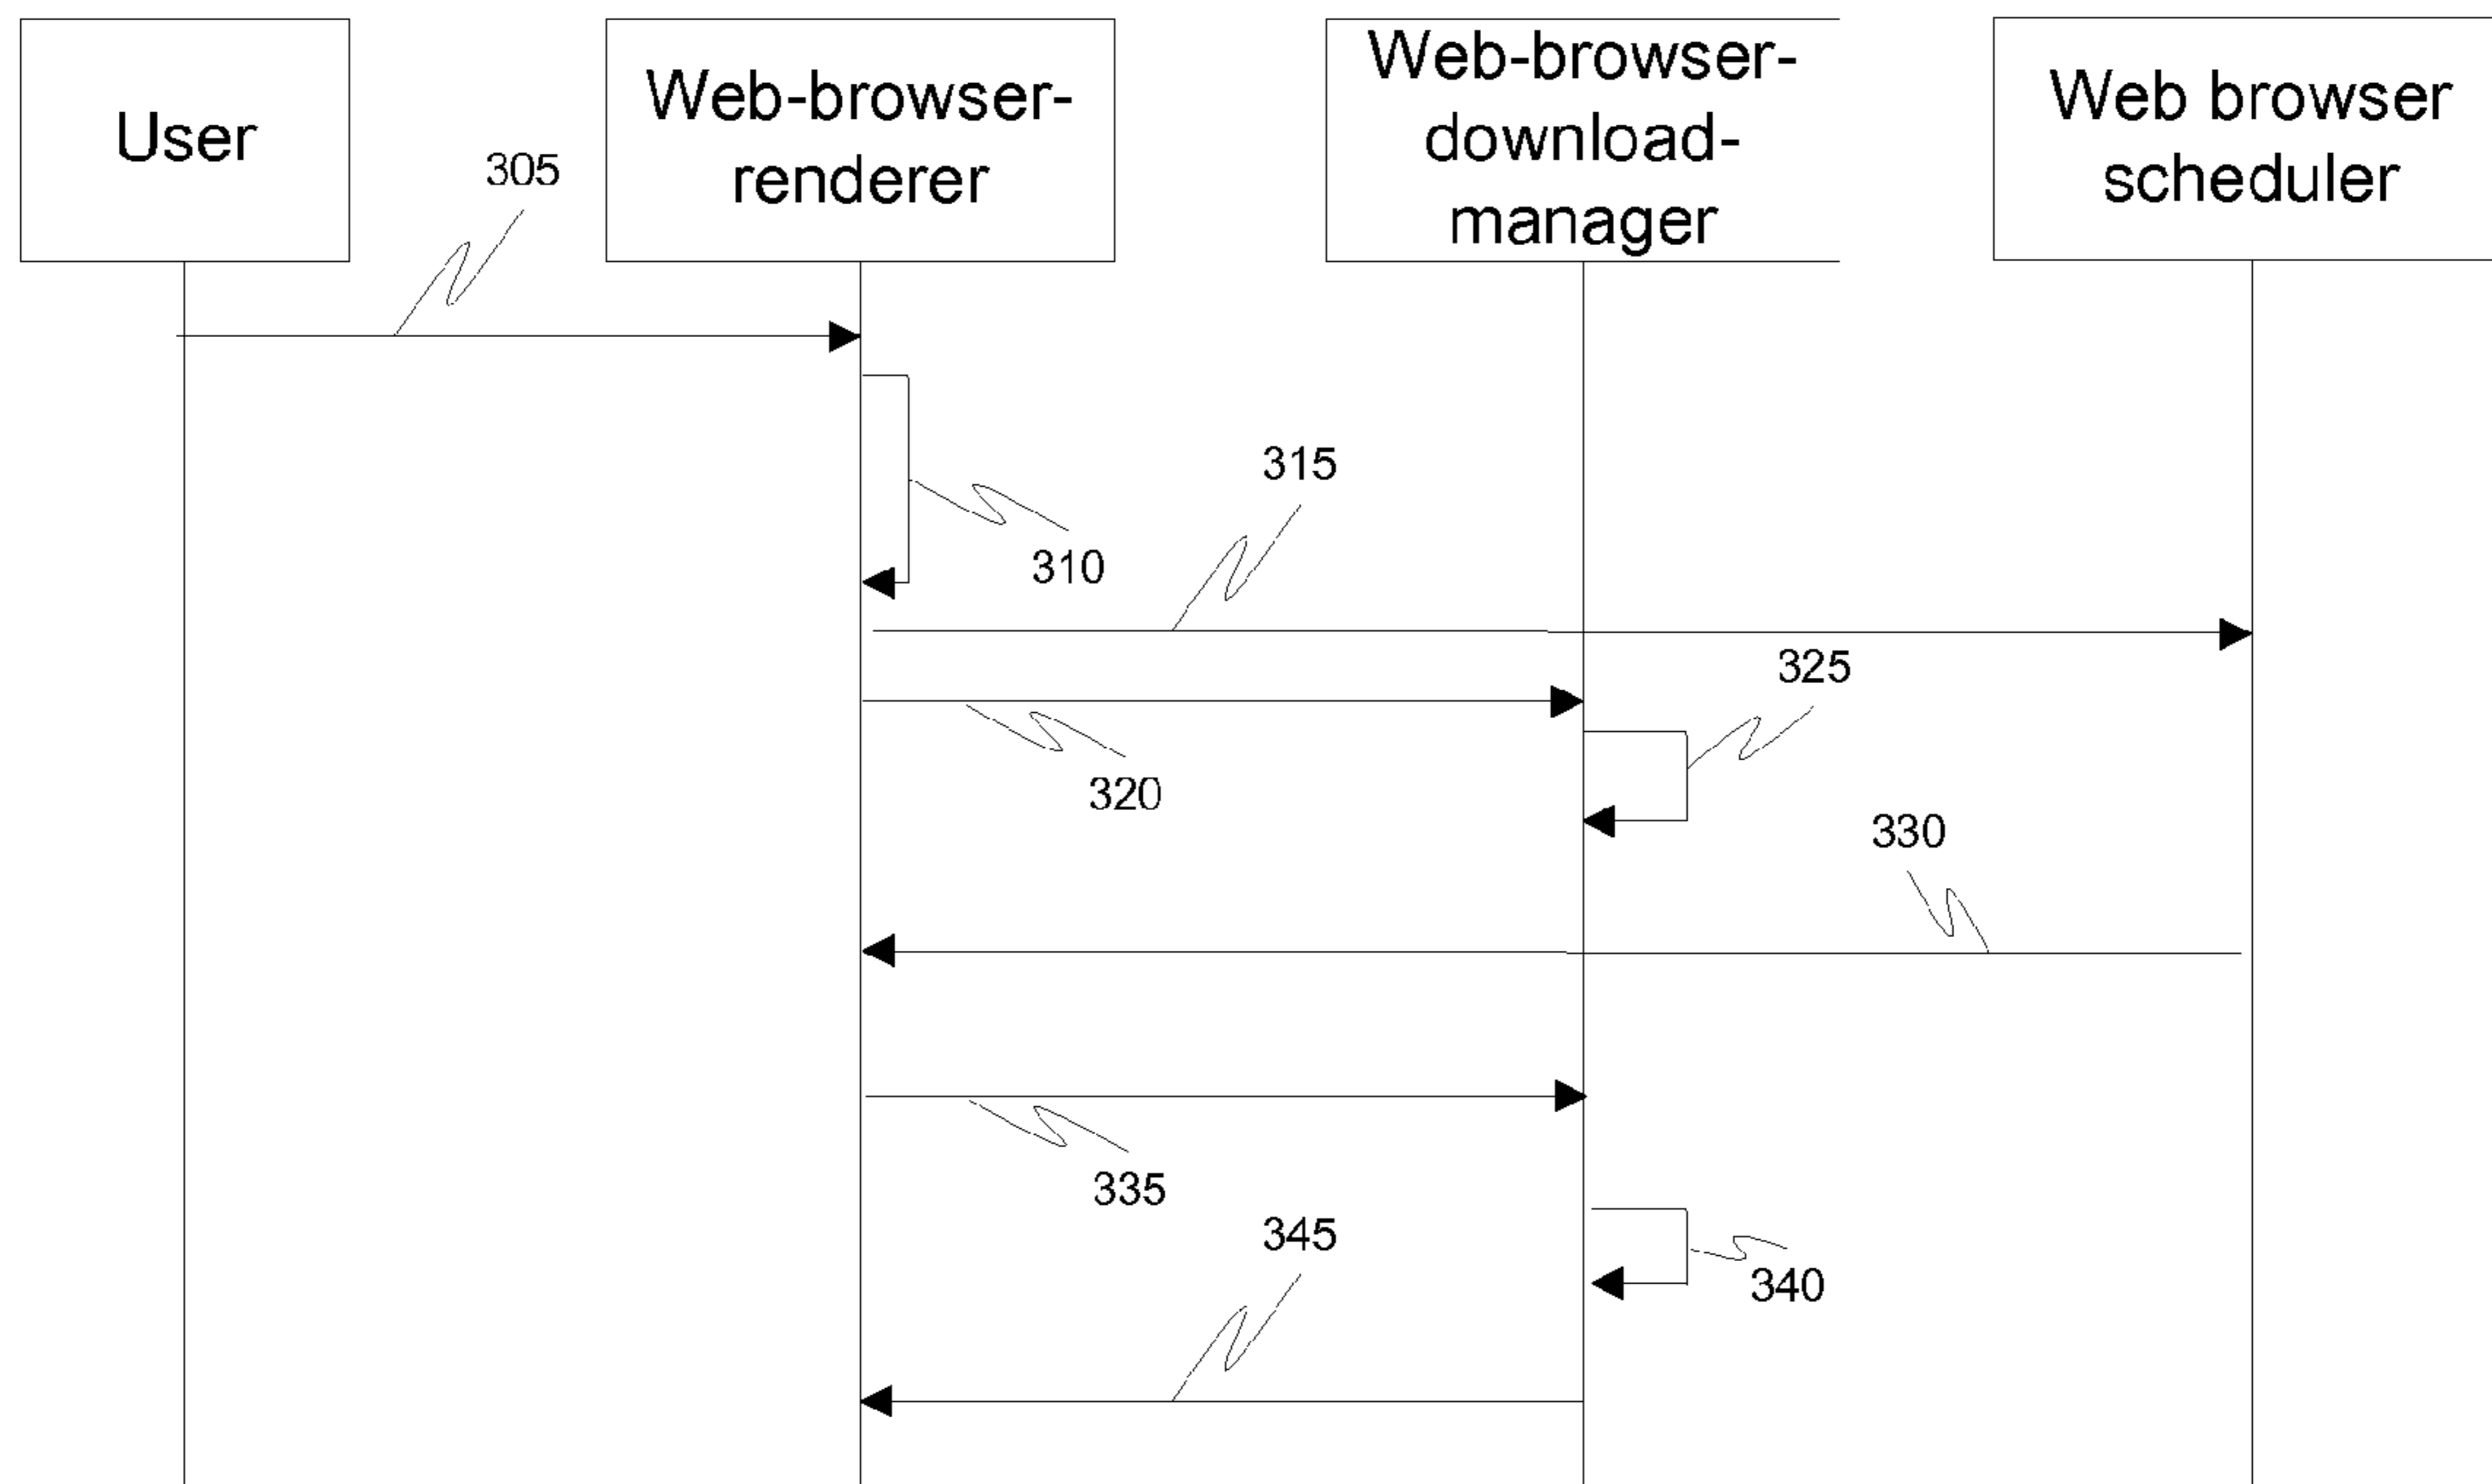 User
Web-browser-
renderer
Web-browser-
download-
manager
Web browser
scheduler
305
315
310
325
320
330
335
345
340